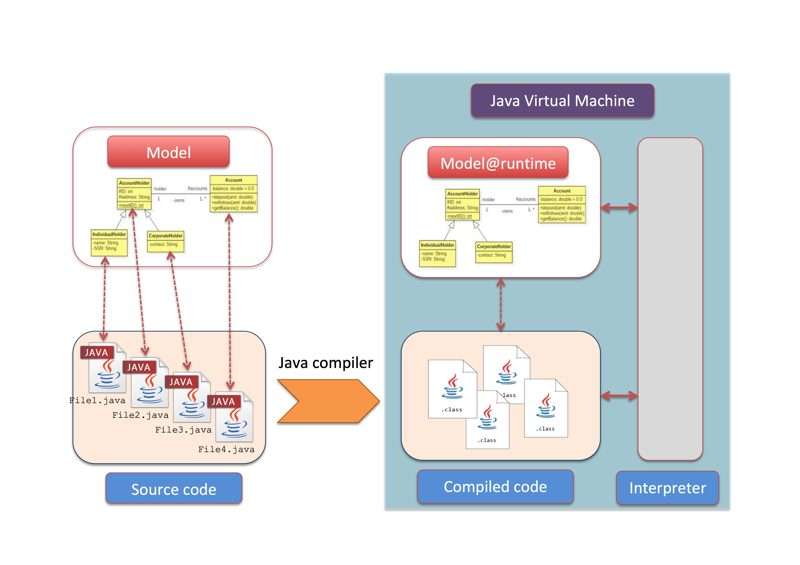 Java Virtual Machine
Model
AccountHolder
#ID: int
#address: String
+nextID(): int
-holder
1
-owns
#accounts
1..*
Account
-balance: double = 0.0
+deposit(amt: double)
+withdraw(amt: double)
+getBalance(): double
IndividualHolder
-name: String
-SSN: String
CorporateHolder
-contact: String
Model@runtime
AccountHolder
#ID: int
#address: String
+nextID(): int
-holder
1
-owns
#accounts
1..*
Account
-balance: double = 0.0
+deposit(amt: double)
+withdraw(amt: double)
+getBalance(): double
IndividualHolder
-name: String
-SSN: String
CorporateHolder
-contact: String
JAVA
File1.java
JAVA
File2.java
JAVA
File3.java
JAVA
File4.java
Source code
Java compiler
.class
.class
.class
Compiled code
Interpreter